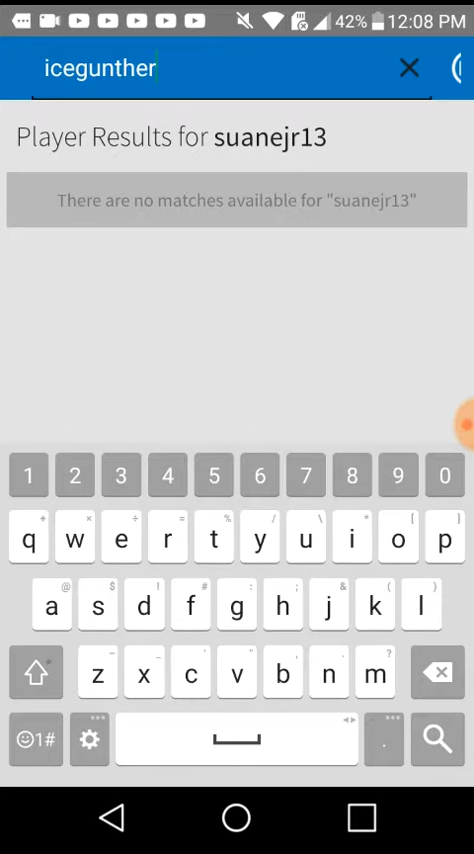 42% 12:08 PM
icegunther
Player Results for suanejr13
There are no matches available for "suanejr13"
1 2 3 4 5 6 7 8 9 0
q w e r t y u i o p
a s d f g h j k l
z x c v b n m
1# .